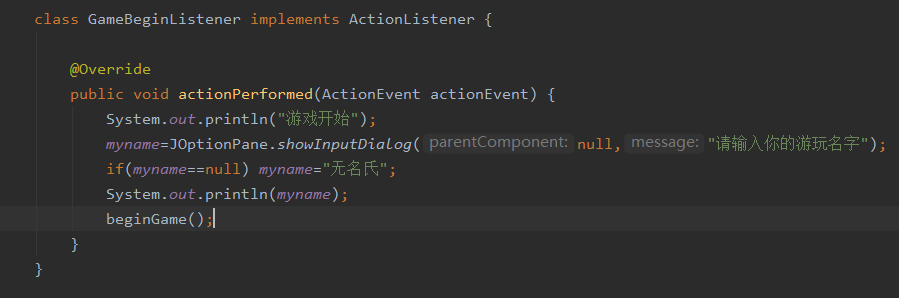 class GameBeginListener implements ActionListener {
@Override
public void actionPerformed(ActionEvent actionEvent) {
System.out.println("游戏开始");
myname=JOptionPane.showInputDialog( parentComponent: null, message: "请输入你的游玩名字");
if(myname==null) myname="无名氏";
System.out.println(myname);
beginGame();
}
}